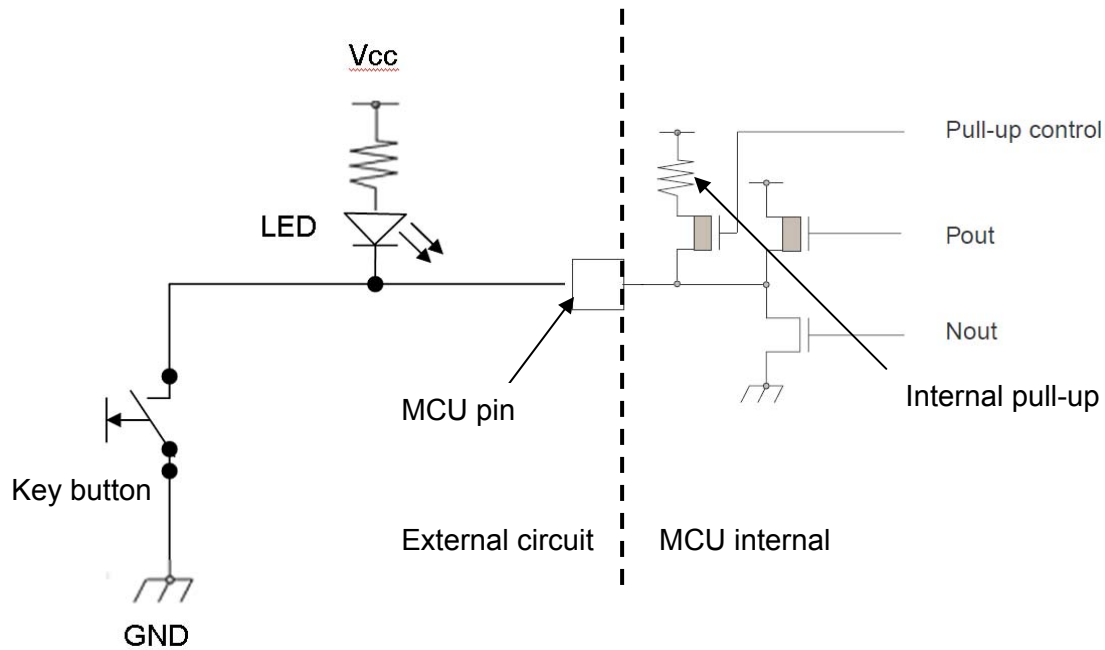 Vcc
LED
Pull-up control
Pout
Nout
Internal pull-up
MCU pin
Key button
External circuit
MCU internal
GND